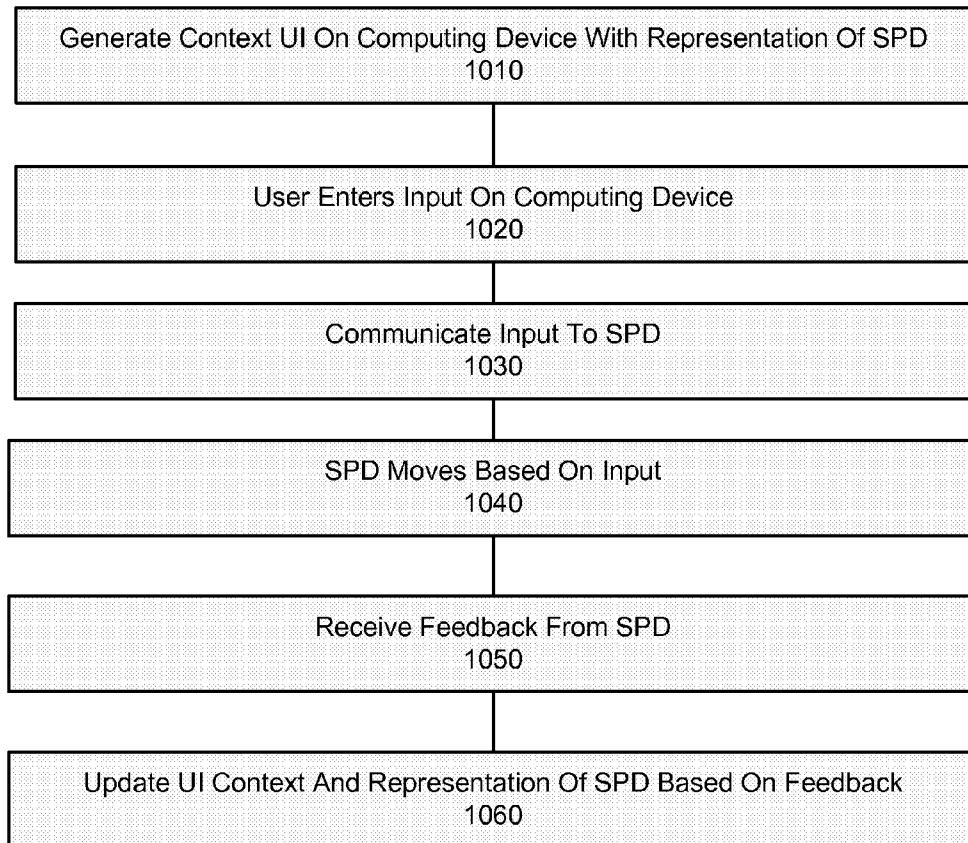 Generate Context UI On Computing Device With Representation Of SPD
1010
User Enters Input On Computing Device
1020
Communicate Input To SPD
1030
SPD Moves Based On Input
1040
Receive Feedback From SPD
1050
Update UI Context And Representation Of SPD Based On Feedback
1060